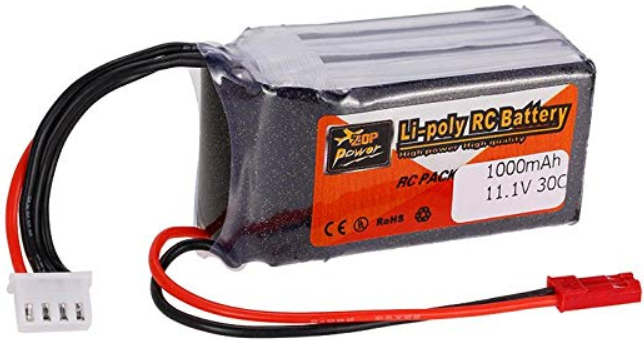 ZOP
Power
Li-poly RC Battery
High power High quality
RC PACK
1000mAh
11.1V 30C
CE RoHS